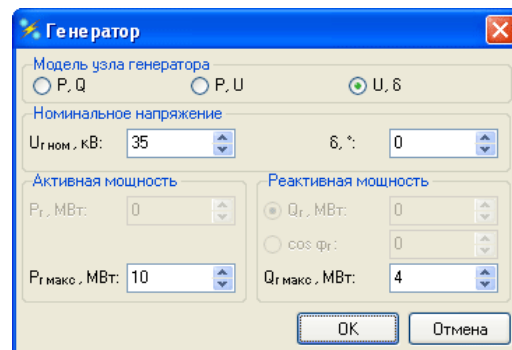 Генератор
Модель узла генератора
P, Q P, U U, δ
Номинальное напряжение
Uг ном, кВ: 35 δ, °: 0
Активная мощность Реактивная мощность
Pг, МВт: 0 Qг, МВт: 0
cos φг: 0
Pг макс, МВт: 10 Qг макс, МВт: 4
OK Отмена